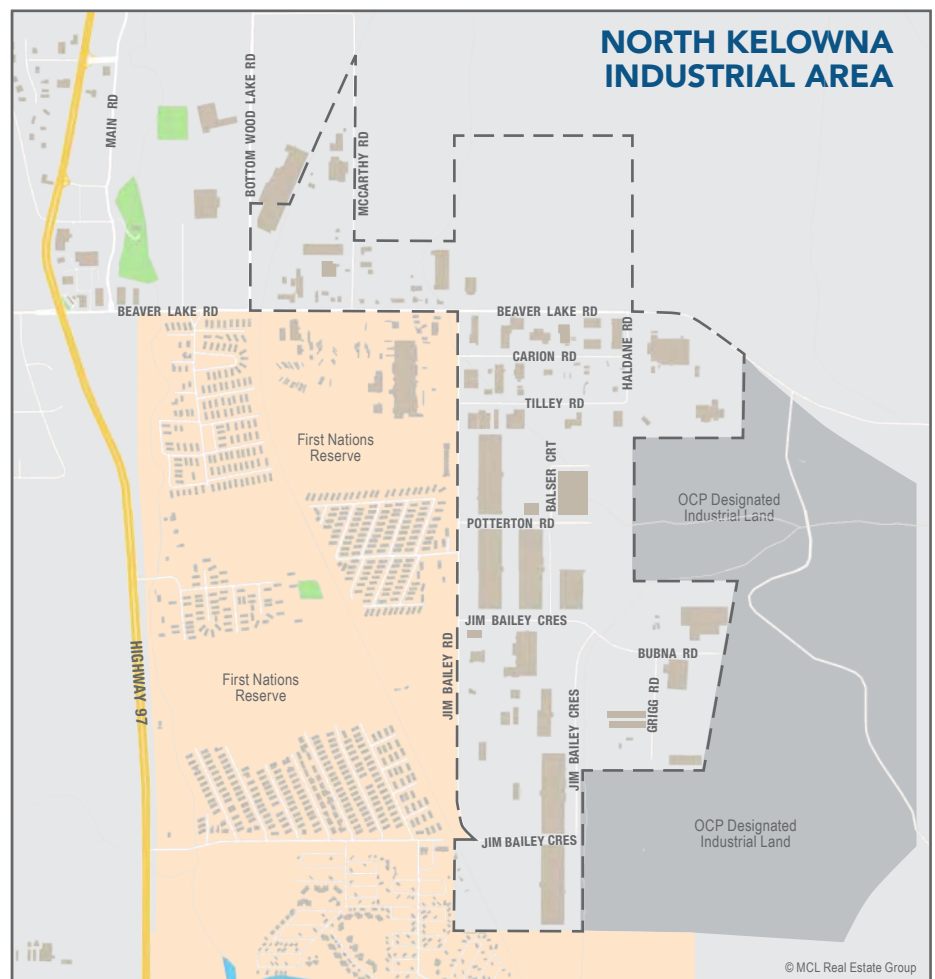 NORTH KELOWNA
INDUSTRIAL AREA
MAIN RD
BOTTOM WOOD LAKE RD
MCCARTHY RD
BEAVER LAKE RD
BEAVER LAKE RD
HALDANE RD
CARION RD
TILLEY RD
First Nations
Reserve
BALSER CRT
OCP Designated
Industrial Land
POTTERTON RD
JIM BAILEY CRES
HIGHWAY 97
JIM BAILEY RD
BUBNA RD
First Nations
Reserve
GRIGG RD
JIM BAILEY CRES
JIM BAILEY CRES
OCP Designated
Industrial Land
© MCL Real Estate Group